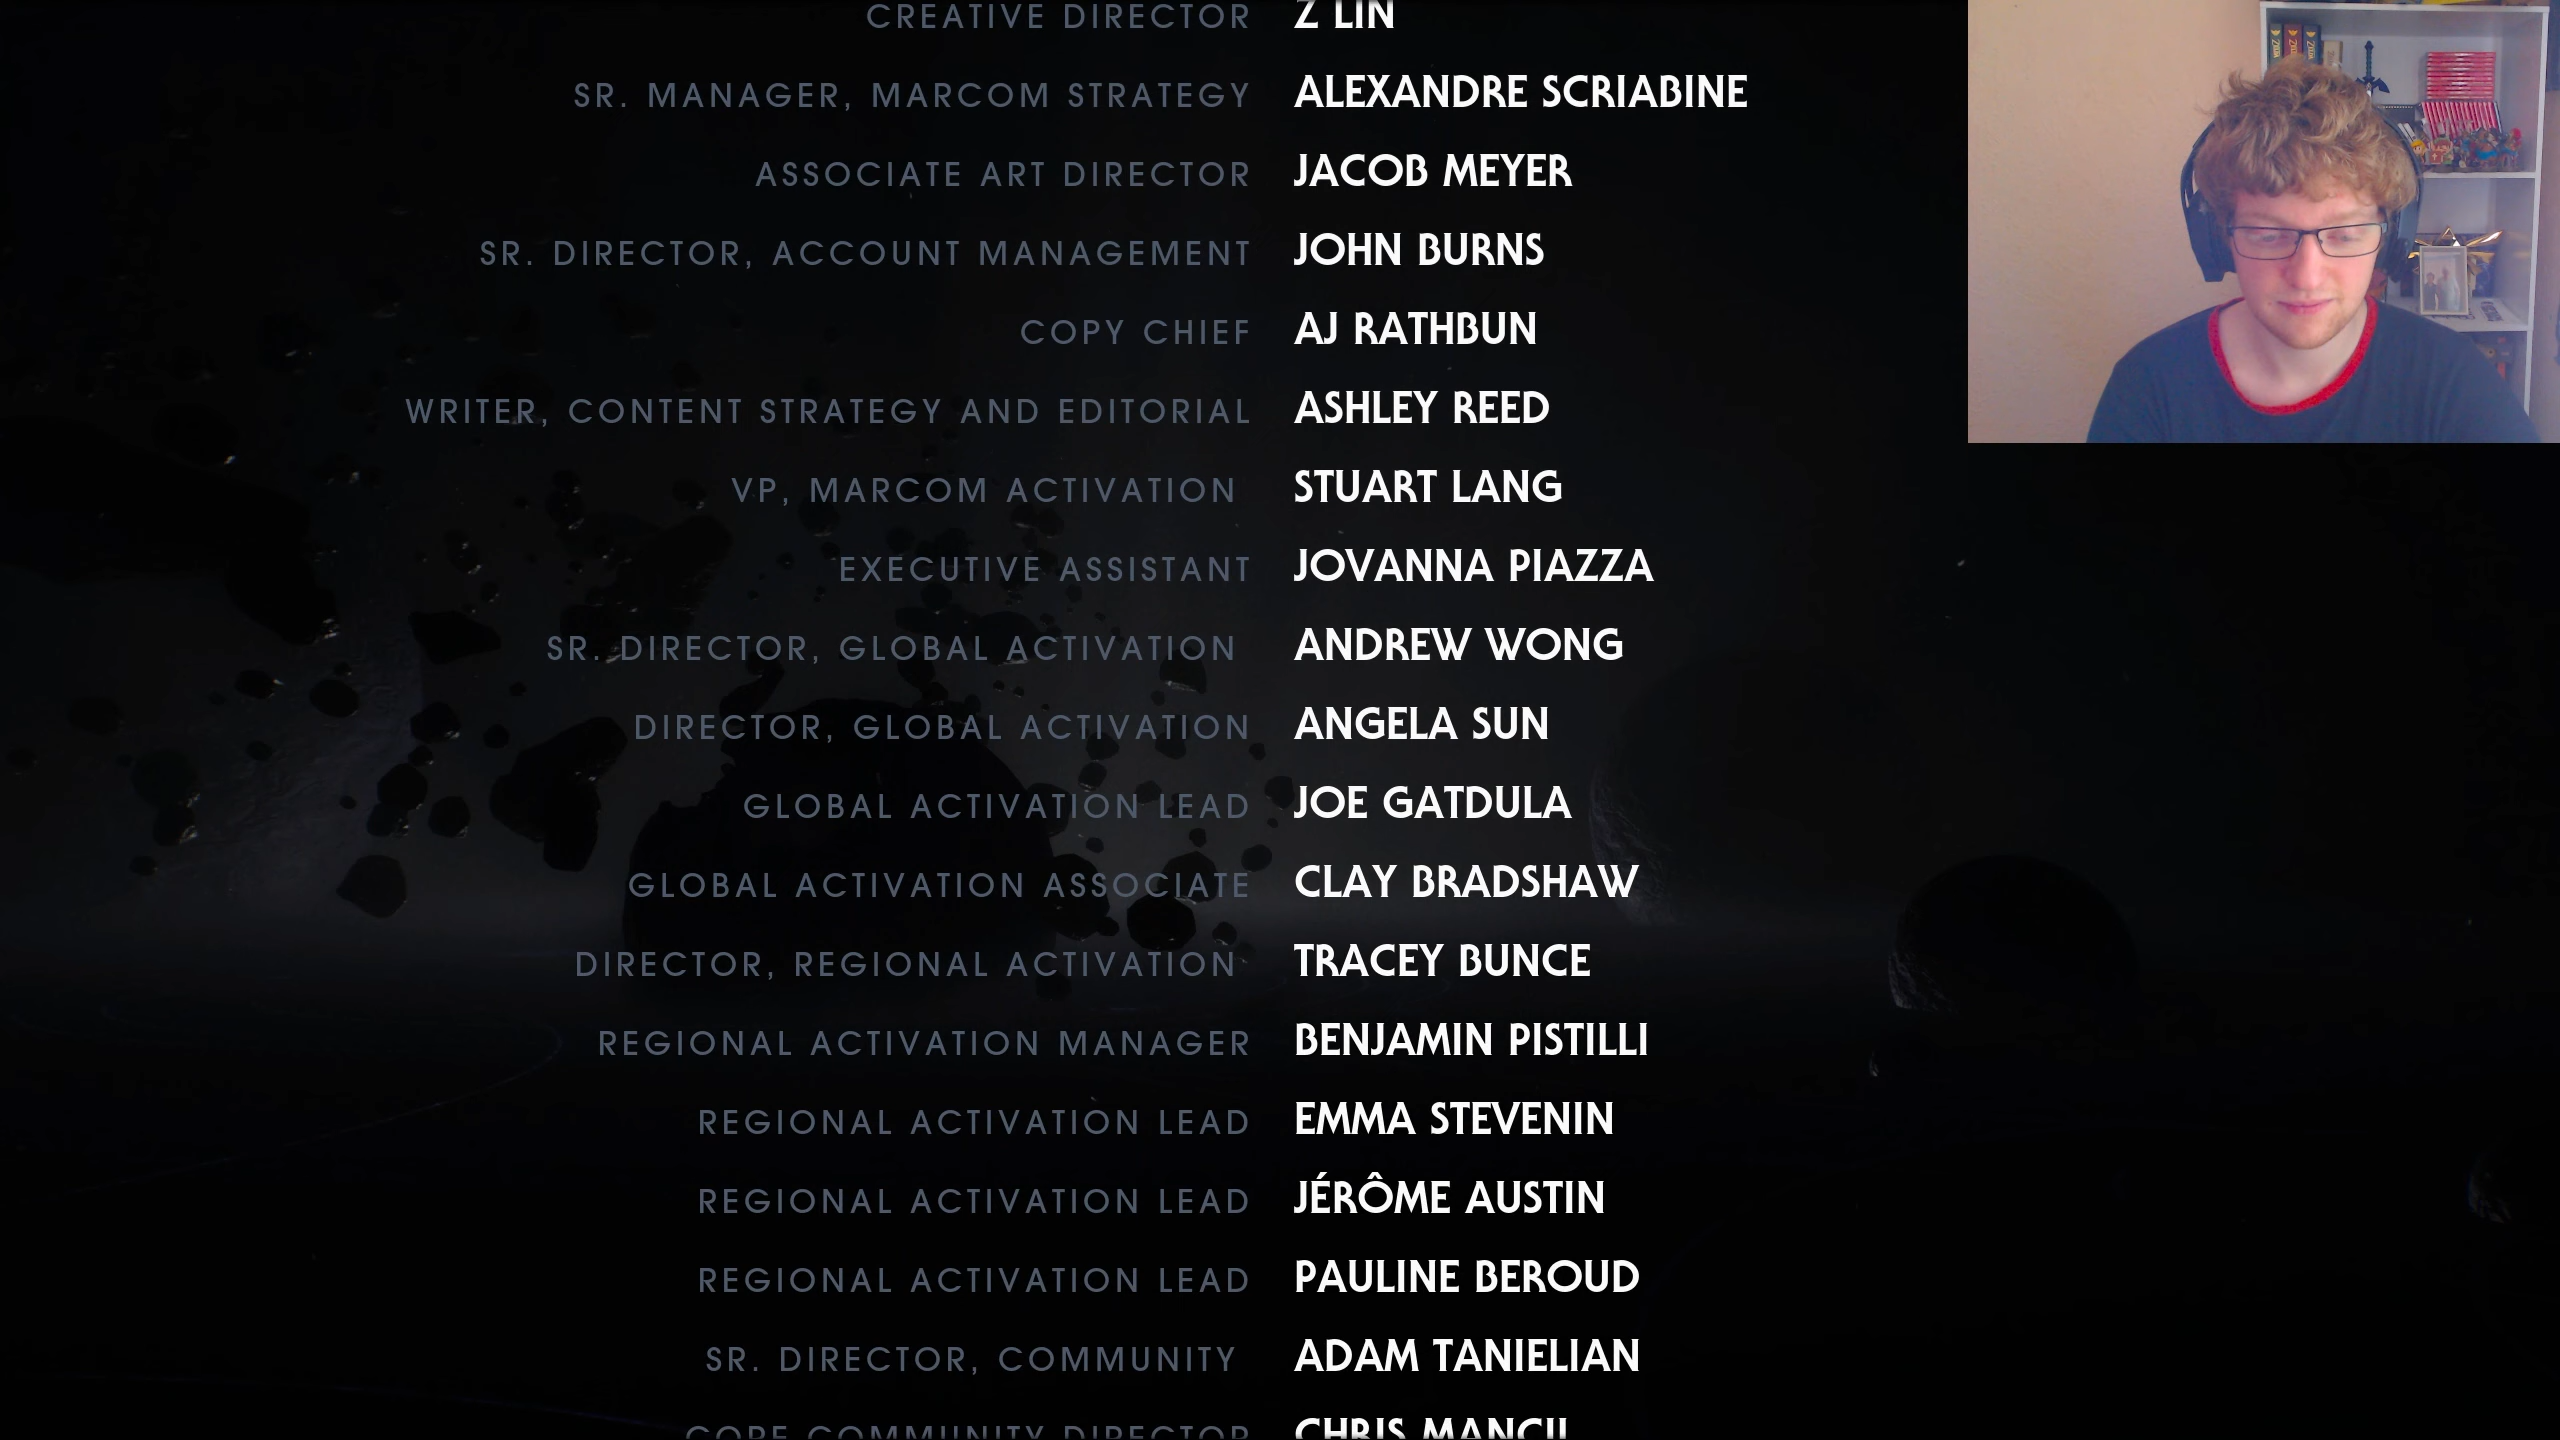 CREATIVE DIRECTOR Z LIN
SR. MANAGER, MARCOM STRATEGY ALEXANDRE SCRIABINE
ASSOCIATE ART DIRECTOR JACOB MEYER
SR. DIRECTOR, ACCOUNT MANAGEMENT JOHN BURNS
COPY CHIEF AJ RATHBUN
WRITER, CONTENT STRATEGY AND EDITORIAL ASHLEY REED
VP, MARCOM ACTIVATION STUART LANG
EXECUTIVE ASSISTANT JOVANNA PIAZZA
SR. DIRECTOR, GLOBAL ACTIVATION ANDREW WONG
DIRECTOR, GLOBAL ACTIVATION ANGELA SUN
GLOBAL ACTIVATION LEAD JOE GATDULA
GLOBAL ACTIVATION ASSOCIATE CLAY BRADSHAW
DIRECTOR, REGIONAL ACTIVATION TRACEY BUNCE
REGIONAL ACTIVATION MANAGER BENJAMIN PISTILLI
REGIONAL ACTIVATION LEAD EMMA STEVENIN
REGIONAL ACTIVATION LEAD JÉRÔME AUSTIN
REGIONAL ACTIVATION LEAD PAULINE BEROUD
SR. DIRECTOR, COMMUNITY ADAM TANIELIAN
CORE COMMUNITY DIRECTOR CHRIS